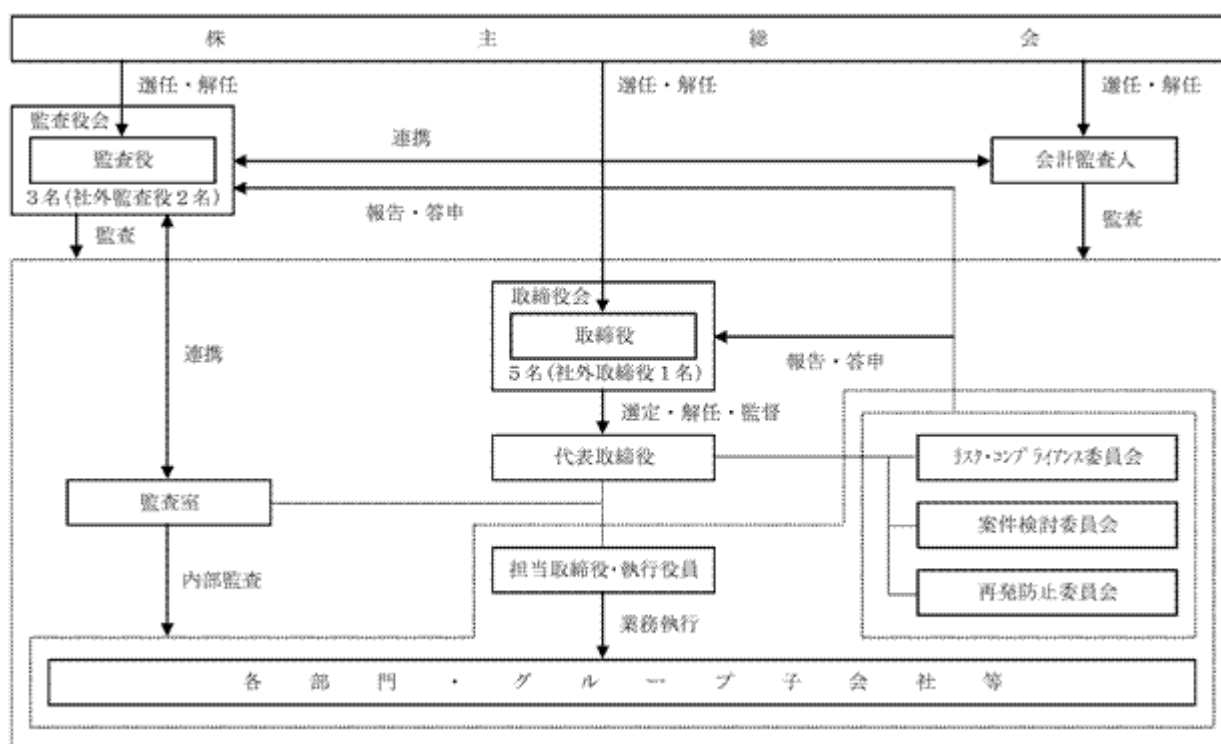 株主総会
選任・解任
選任・解任
選任・解任
監査役会
監査役
3名(社外監査役2名)
連携
会計監査人
報告・答申
監査
監査
取締役会
取締役
5名(社外取締役1名)
連携
報告・答申
選定・解任・監督
代表取締役
リスク・コンプライアンス委員会
監査室
案件検討委員会
担当取締役・執行役員
内部監査
再発防止委員会
業務執行
各部門・グループ子会社等